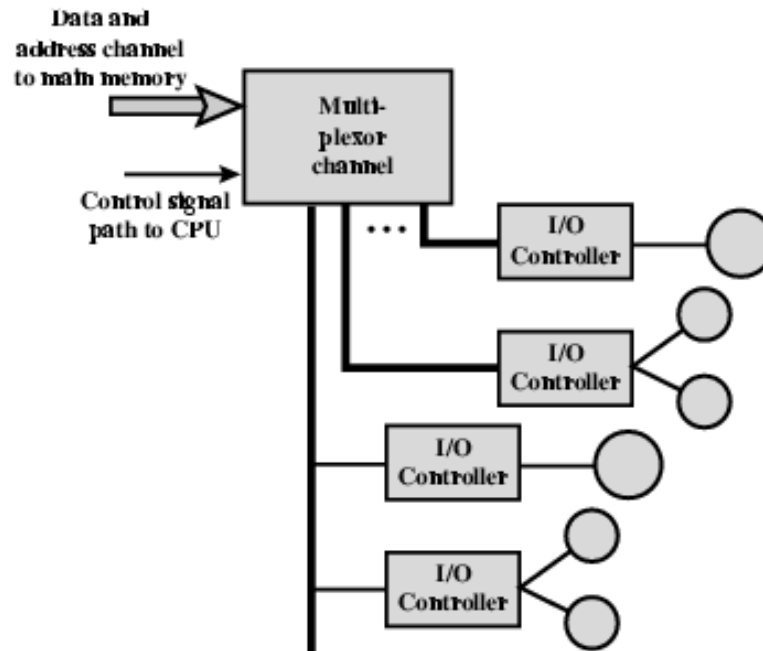 Data and
address channel
to main memory
Multi-
plexor
channel
Control signal
path to CPU
...
I/O
Controller
I/O
Controller
I/O
Controller
I/O
Controller